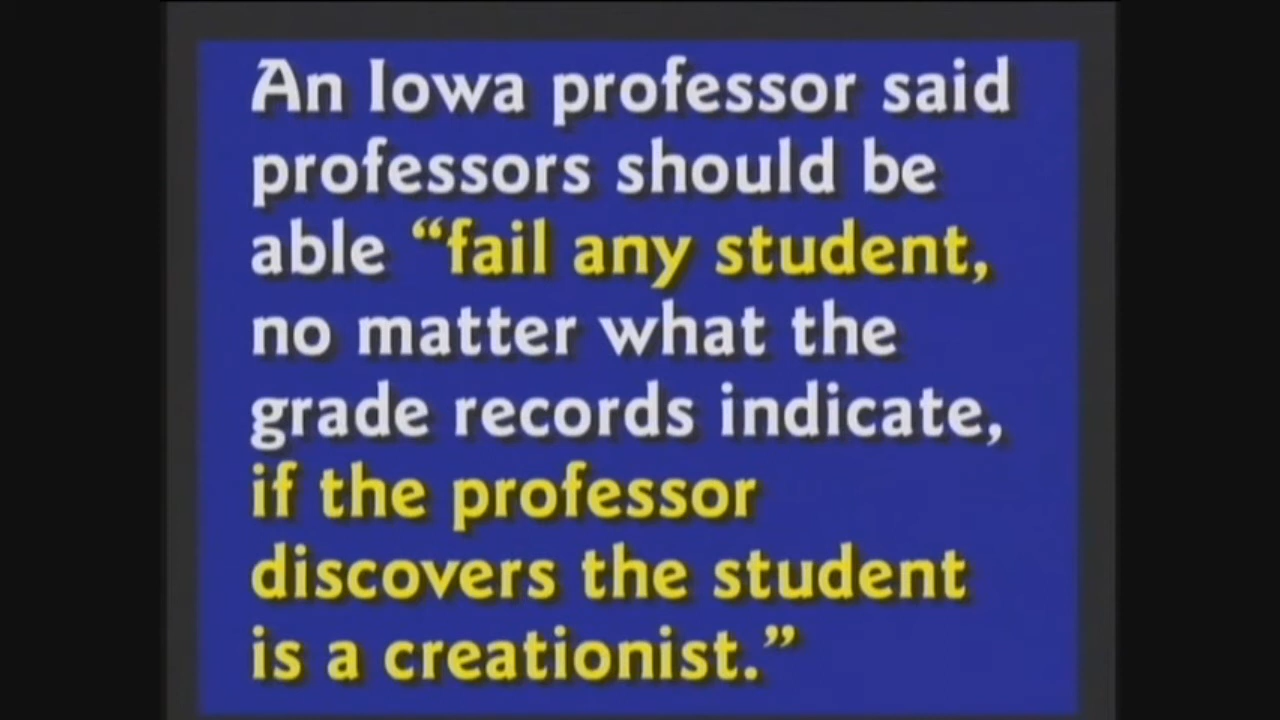 An Iowa professor said
professors should be
able “fail any student,
no matter what the
grade records indicate,
if the professor
discovers the student
is a creationist.”